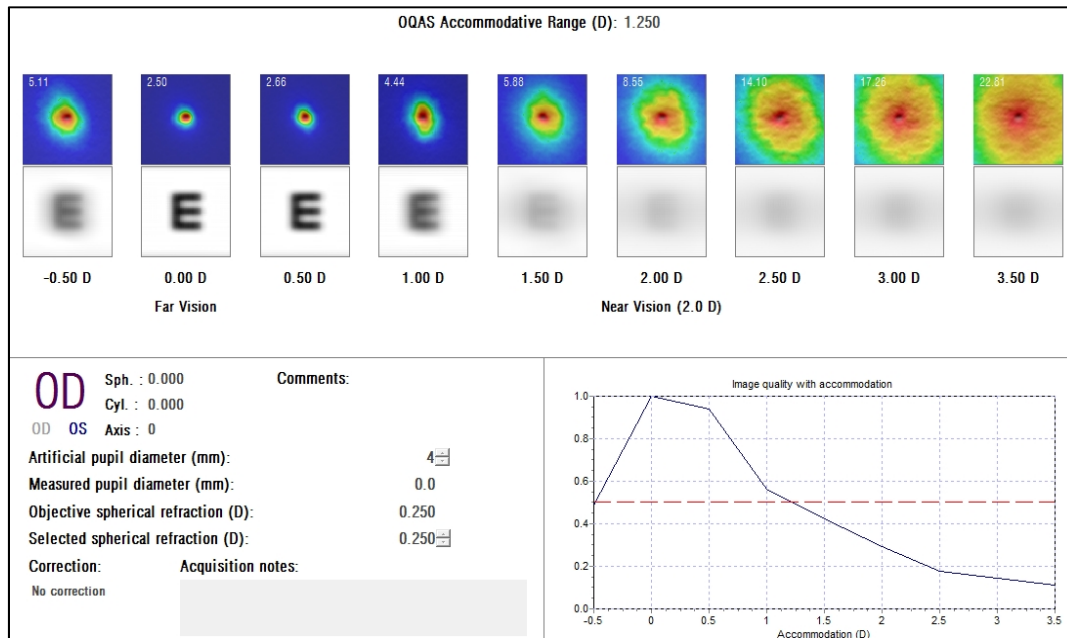 OQAS Accommodative Range (D): 1.250
5.11 2.50 2.66 4.44 5.88 8.55 14.10 17.26 22.81
E E E E E
-0.50 D 0.00 D 0.50 D 1.00 D 1.50 D 2.00 D 2.50 D 3.00 D 3.50 D
Far Vision Near Vision (2.0 D)
OD
OD OS
Sph. : 0.000
Cyl. : 0.000
Axis : 0
Comments:
Artificial pupil diameter (mm): 4
Measured pupil diameter (mm): 0.0
Objective spherical refraction (D): 0.250
Selected spherical refraction (D): 0.250
Correction: Acquisition notes:
No correction
Image quality with accommodation
1.0
0.8
0.6
0.4
0.2
0.0
-0.5 0 0.5 1 1.5 2 2.5 3 3.5
Accommodation (D)